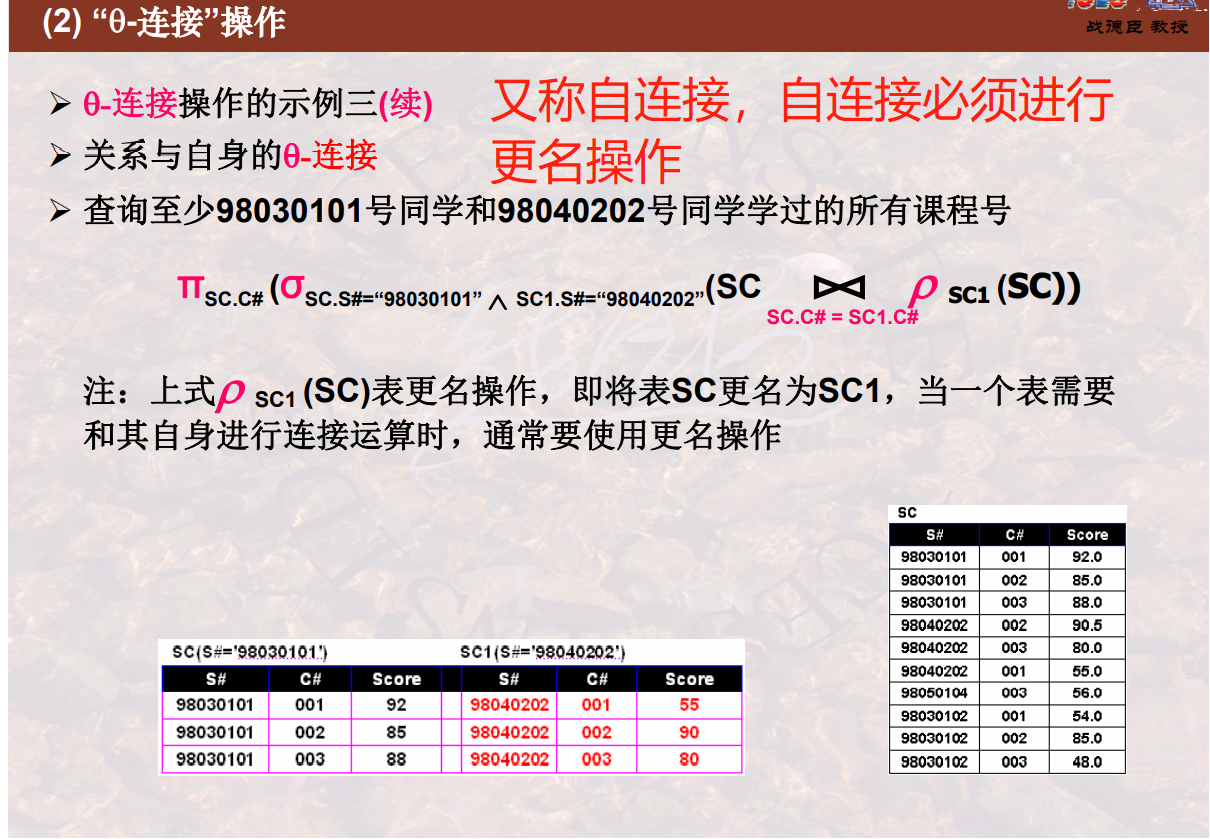 (2) “θ-连接”操作
战德臣 教授
➢ θ-连接操作的示例三(续)
又称自连接，自连接必须进行
更名操作
➢ 关系与自身的θ-连接
➢ 查询至少98030101号同学和98040202号同学学过的所有课程号
π SC.C# (σ SC.S#=“98030101” ∧ SC1.S#=“98040202”(SC ⋈ ρ SC1 (SC))
SC.C# = SC1.C#
注：上式ρ SC1 (SC)表更名操作，即将表SC更名为SC1，当一个表需要
和其自身进行连接运算时，通常要使用更名操作
SC
S# C# Score
98030101 001 92.0
98030101 002 85.0
98030101 003 88.0
98040202 002 90.5
98040202 003 80.0
98040202 001 55.0
98050104 003 56.0
98030102 001 54.0
98030102 002 85.0
98030102 003 48.0
SC(S#='98030101') SC1(S#='98040202')
S# C# Score S# C# Score
98030101 001 92 98040202 001 55
98030101 002 85 98040202 002 90
98030101 003 88 98040202 003 80